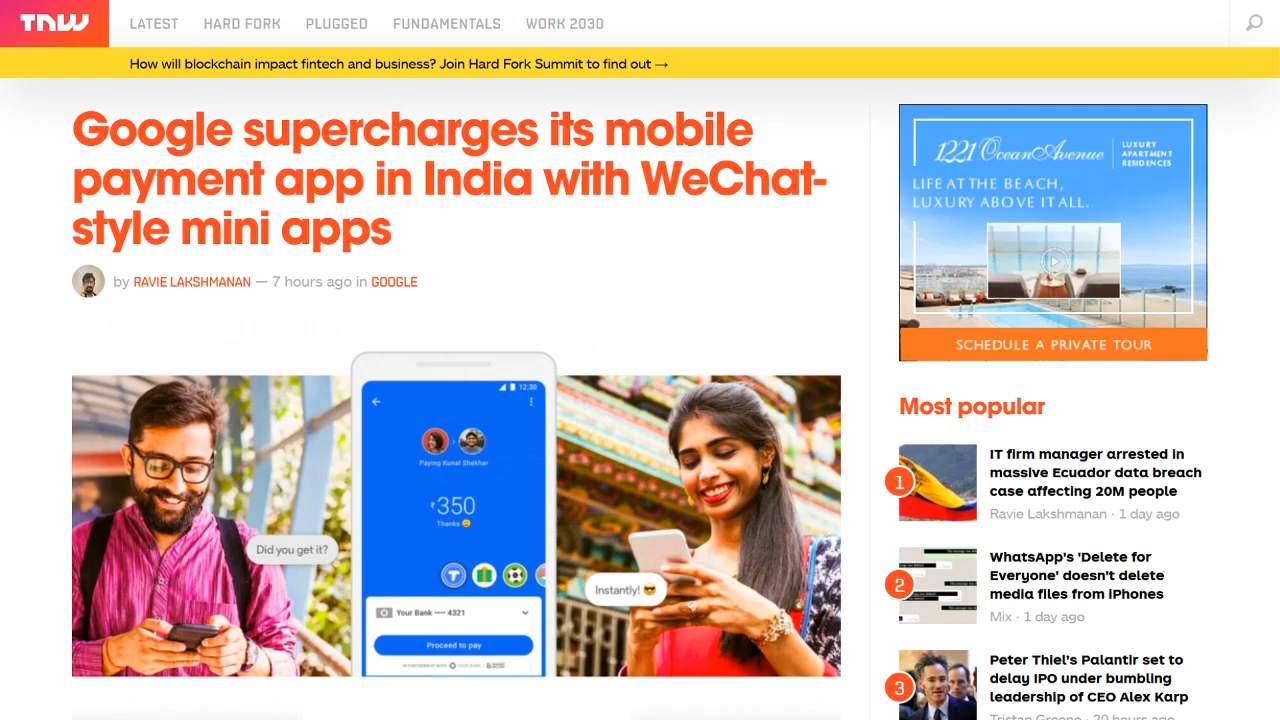 TNW
LATEST
HARD FORK
PLUGGED
FUNDAMENTALS
WORK 2030
How will blockchain impact fintech and business? Join Hard Fork Summit to find out →
Google supercharges its mobile
payment app in India with WeChat-
style mini apps
by RAVIE LAKSHMANAN — 7 hours ago in GOOGLE
12:30
Paying Kunal Shekhar
₹350
Thanks 😄
Did you get it?
Instantly! 😎
Your Bank •••• 4321
Proceed to pay
1221 Ocean Avenue
LUXURY
APARTMENT
RESIDENCES
LIFE AT THE BEACH,
LUXURY ABOVE IT ALL.
SCHEDULE A PRIVATE TOUR
Most popular
1
IT firm manager arrested in
massive Ecuador data breach
case affecting 20M people
Ravie Lakshmanan · 1 day ago
2
WhatsApp's 'Delete for
Everyone' doesn't delete
media files from iPhones
Mix · 1 day ago
3
Peter Thiel's Palantir set to
delay IPO under bumbling
leadership of CEO Alex Karp
Tristan Greene · 20 hours ago